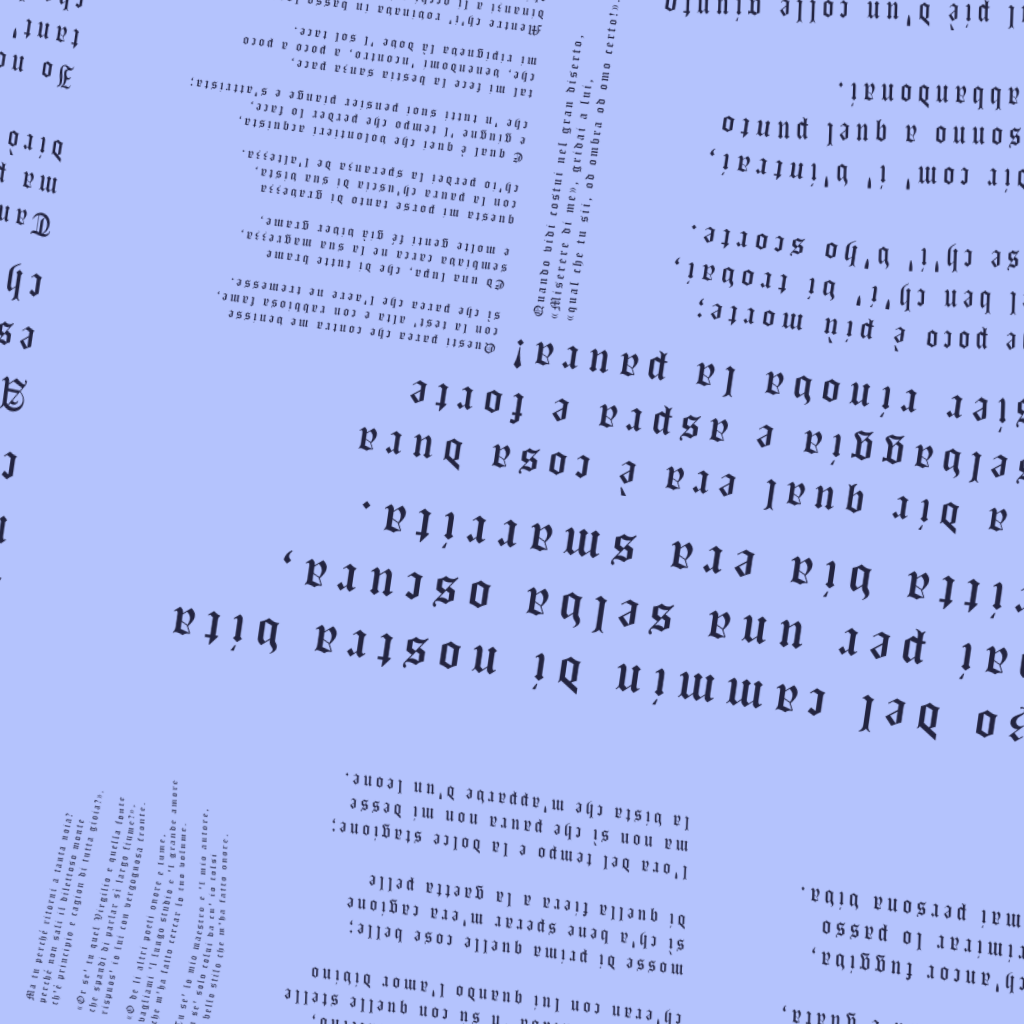 e guata,
ch'ancor fuggiva,
rimirar lo passo
mai persona viva.
n sù con quelle stelle
ch'eran con lui quando l'amor divino
mosse di prima quelle cose belle;
sì ch'a bene sperar m'era cagione
di quella fiera a la gaetta pelle
l'ora del tempo e la dolce stagione;
ma non sì che paura non mi desse
la vista che m'apparve d'un leone.
zo del cammin di nostra vita
ai per una selva oscura,
ritta via era smarrita.
a dir qual era è cosa dura
selvaggia e aspra e forte
sier rinova la paura!
e poco è più morte;
el ben ch'i' vi trovai,
se ch'i' v'ho scorte.
dir com' i' v'intrai,
sonno a quel punto
abbandonai.
al piè d'un colle giunto
Questi parea che contra me venisse
con la test' alta e con rabbiosa fame,
sì che parea che l'aere ne tremesse.
Ed una lupa, che di tutte brame
sembiava carca ne la sua magrezza,
e molte genti fé già viver grame,
questa mi porse tanto di gravezza
con la paura ch'uscia di sua vista,
ch'io perdei la speranza de l'altezza.
E qual è quei che volontieri acquista,
e giugne 'l tempo che perder lo face,
che 'n tutti suoi pensier piange e s'attrista;
tal mi fece la bestia sanza pace,
che, venendomi 'ncontro, a poco a poco
mi ripigneva là dove 'l sol tace.
Mentre ch'i' rovinava in basso
dinanzi a li
Quando vidi costui nel gran diserto,
«Miserere di me», gridai a lui,
«qual che tu sii, od ombra od omo certo!».
ch
es
A
Tan
ma p
dirò
Io no
tant'
che
Ma tu perché ritorni a tanta noia?
perché non sali il dilettoso monte
ch'è principio e cagion di tutta gioia?».
«Or se' tu quel Virgilio e quella fonte
che spandi di parlar sì largo fiume?»,
rispuos' io lui con vergognosa fronte.
«O de li altri poeti onore e lume,
vagliami 'l lungo studio e 'l grande amore
che m'ha fatto cercar lo tuo volume.
Tu se' lo mio maestro e 'l mio autore,
se' solo colui da cu' io tolsi
bello stilo che m'ha fatto onore.